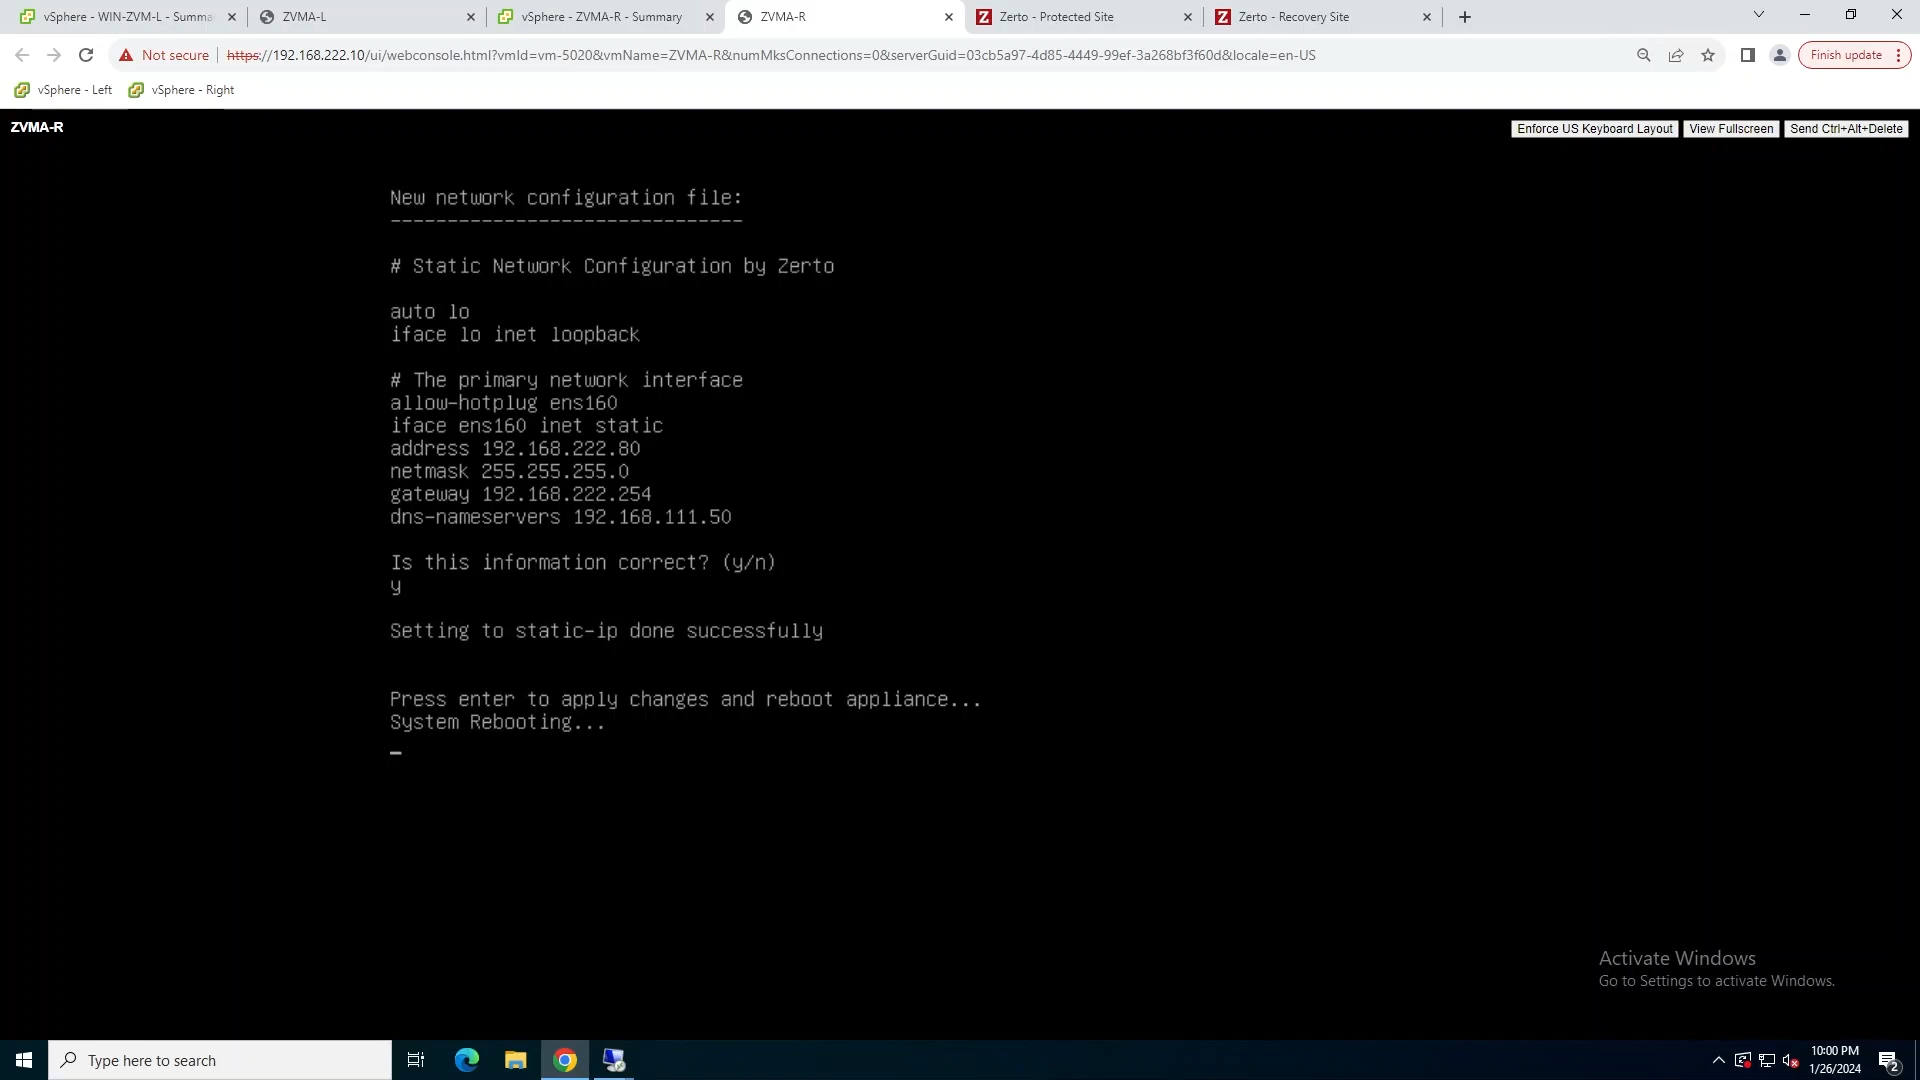 vSphere - WIN-ZVM-L - Summa
ZVMA-L
vSphere - ZVMA-R - Summary
ZVMA-R
Zerto - Protected Site
Zerto - Recovery Site
Not secure
https://192.168.222.10/ui/webconsole.html?vmId=vm-5020&vmName=ZVMA-R&numMksConnections=0&serverGuid=03cb5a97-4d85-4449-99ef-3a268bf3f60d&locale=en-US
Finish update
vSphere - Left
vSphere - Right
ZVMA-R
Enforce US Keyboard Layout
View Fullscreen
Send Ctrl+Alt+Delete
New network configuration file:
-------------------------------
# Static Network Configuration by Zerto
auto lo
iface lo inet loopback
# The primary network interface
allow-hotplug ens160
iface ens160 inet static
address 192.168.222.80
netmask 255.255.255.0
gateway 192.168.222.254
dns-nameservers 192.168.111.50
Is this information correct? (y/n)
y
Setting to static-ip done successfully
Press enter to apply changes and reboot appliance...
System Rebooting...
Activate Windows
Go to Settings to activate Windows.
Type here to search
10:00 PM
1/26/2024
2